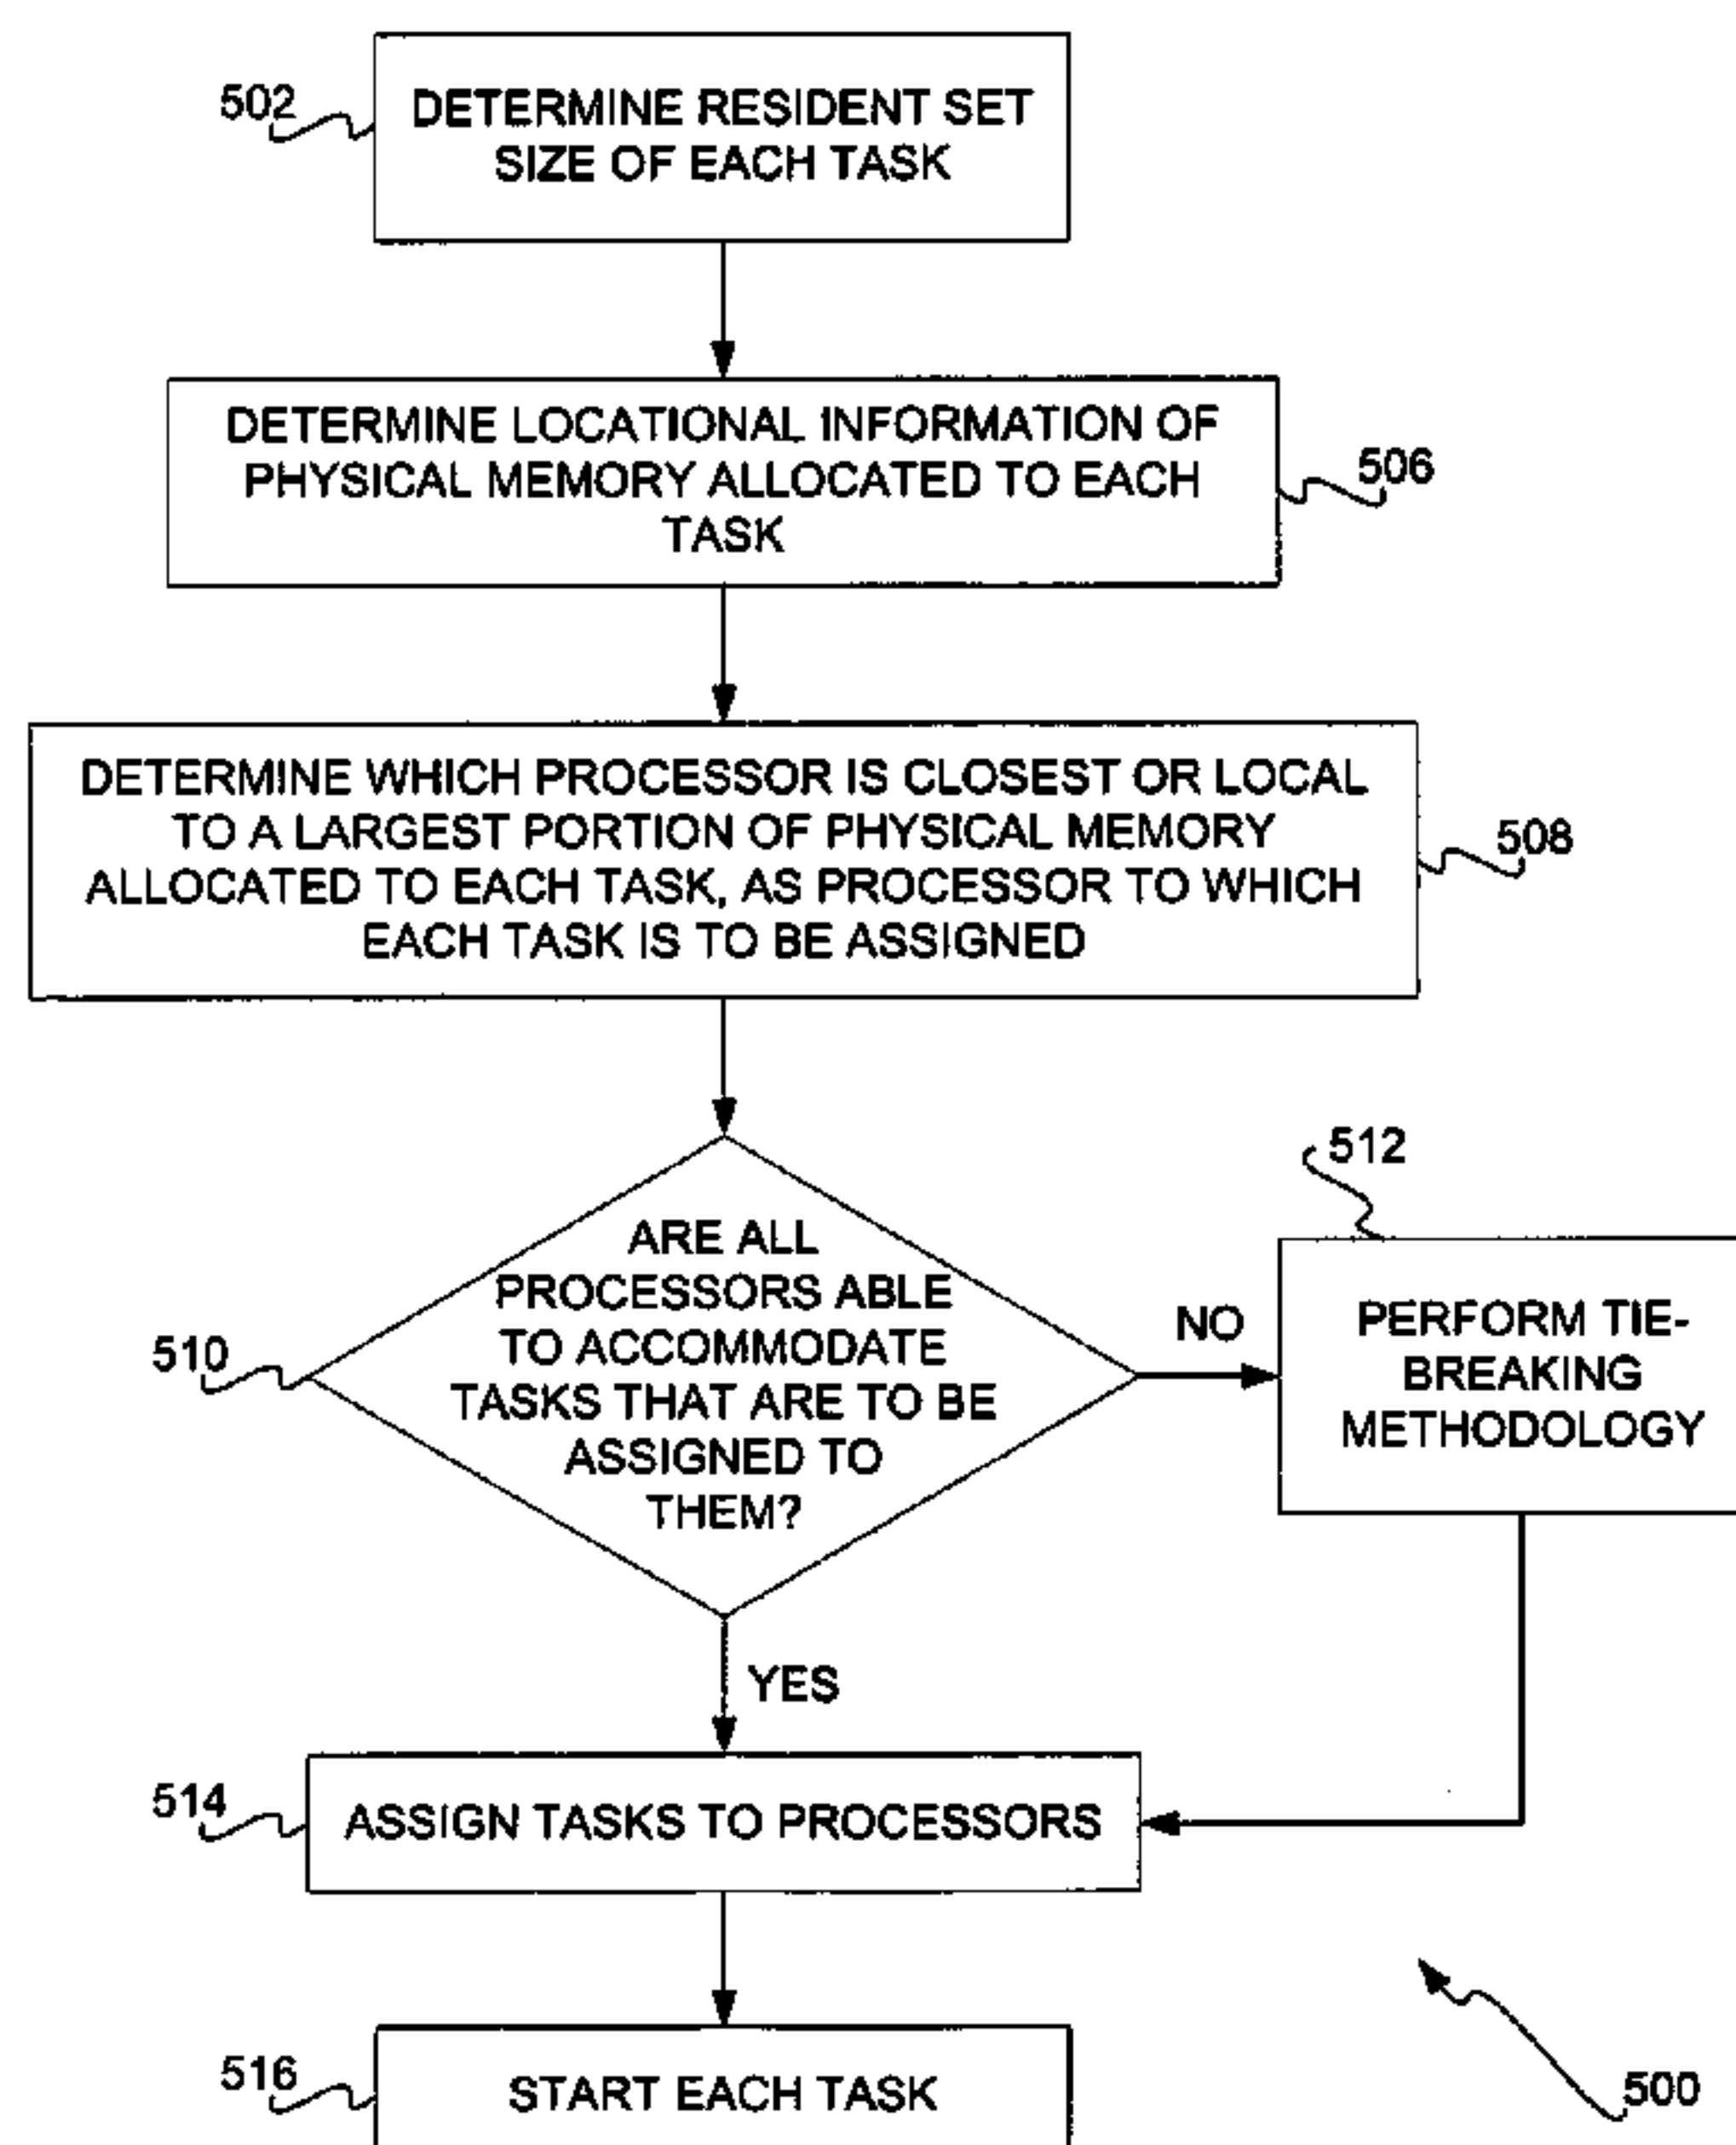 502
DETERMINE RESIDENT SET
SIZE OF EACH TASK
DETERMINE LOCATIONAL INFORMATION OF
PHYSICAL MEMORY ALLOCATED TO EACH
TASK
506
DETERMINE WHICH PROCESSOR IS CLOSEST OR LOCAL
TO A LARGEST PORTION OF PHYSICAL MEMORY
ALLOCATED TO EACH TASK, AS PROCESSOR TO WHICH
EACH TASK IS TO BE ASSIGNED
508
510
ARE ALL
PROCESSORS ABLE
TO ACCOMMODATE
TASKS THAT ARE TO BE
ASSIGNED TO
THEM?
NO
512
PERFORM TIE-
BREAKING
METHODOLOGY
YES
514
ASSIGN TASKS TO PROCESSORS
516
START EACH TASK
500